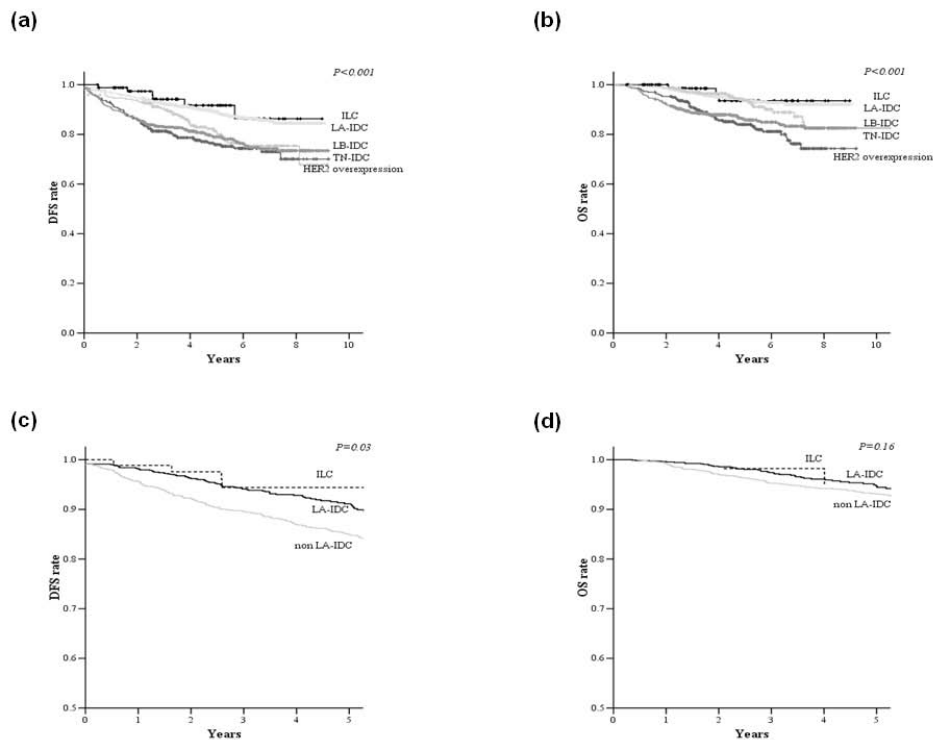 (a)
P<0.001
1.0
0.8
0.6
0.4
0.2
0.0
DFS rate
ILC
LA-IDC
LB-IDC
TN-IDC
HER2 overexpression
0 2 4 6 8 10
Years
(b)
P<0.001
1.0
0.8
0.6
0.4
0.2
0.0
OS rate
ILC
LA-IDC
LB-IDC
TN-IDC
HER2 overexpression
0 2 4 6 8 10
Years
(c)
P=0.03
1.0
0.9
0.8
0.7
0.6
0.5
DFS rate
ILC
LA-IDC
non LA-IDC
0 1 2 3 4 5
Years
(d)
P=0.16
1.0
0.9
0.8
0.7
0.6
0.5
OS rate
ILC
LA-IDC
non LA-IDC
0 1 2 3 4 5
Years